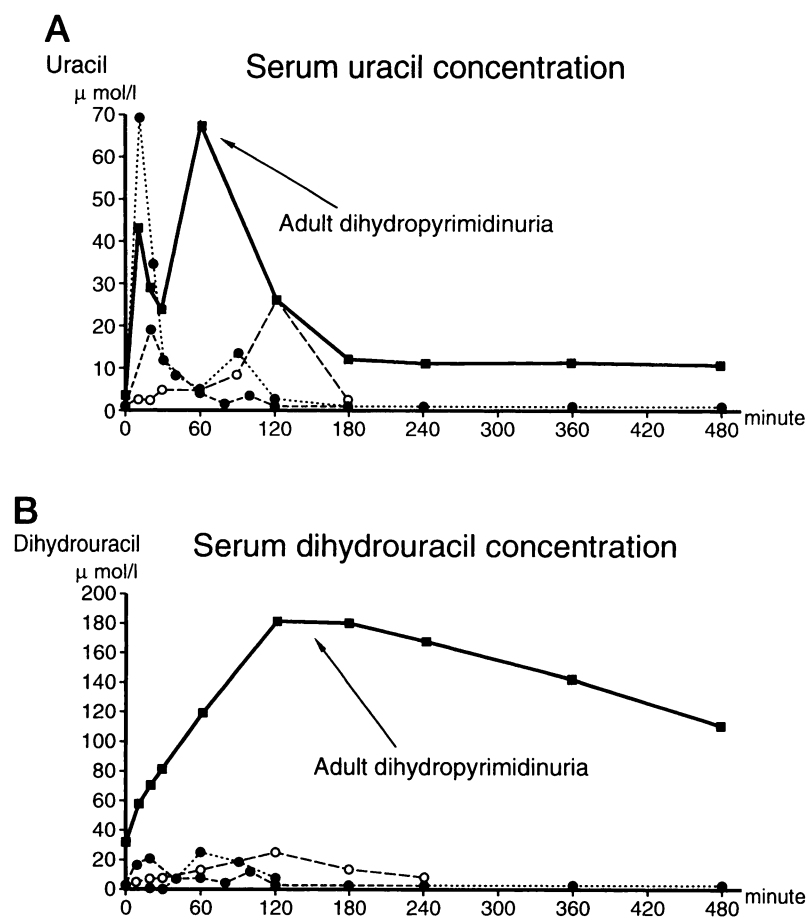 A
Uracil
Serum uracil concentration
μ mol/l
70
60
50
40
30
20
10
0
Adult dihydropyrimidinuria
0 60 120 180 240 300 360 420 480 minute
B
Dihydrouracil
Serum dihydrouracil concentration
μ mol/l
200
180
160
140
120
100
80
60
40
20
0
Adult dihydropyrimidinuria
0 60 120 180 240 300 360 420 480 minute